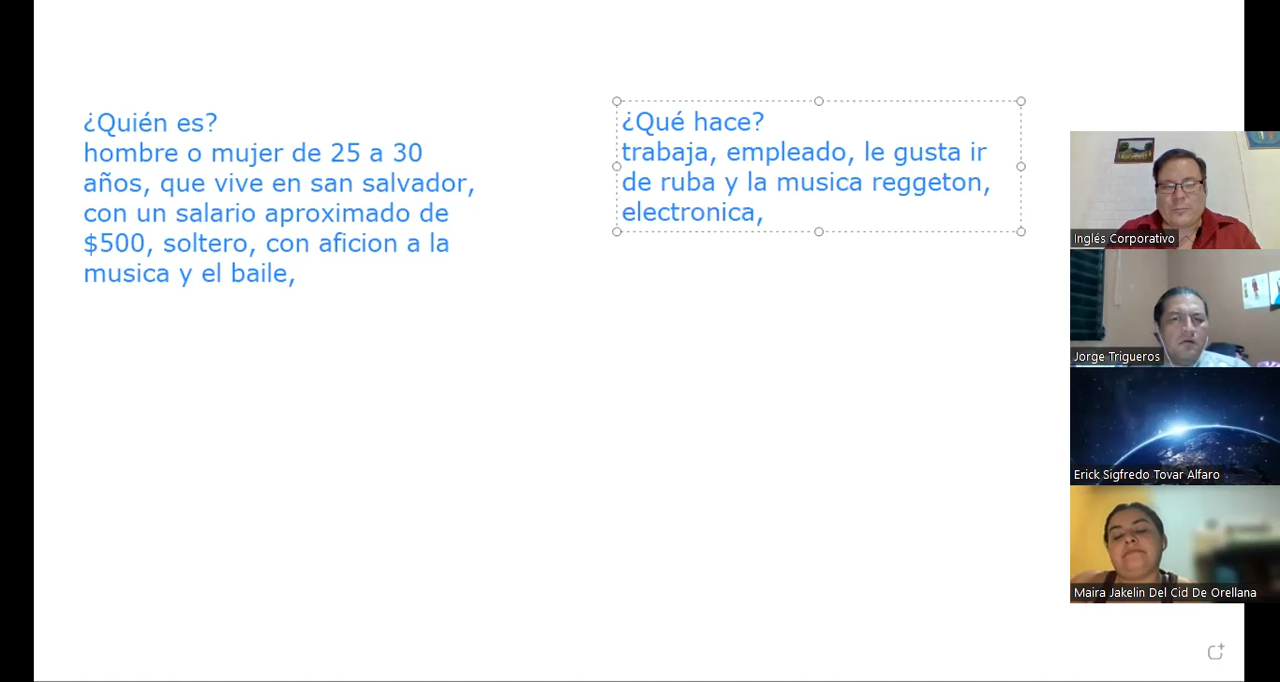 ¿Quién es?
hombre o mujer de 25 a 30
años, que vive en san salvador,
con un salario aproximado de
$500, soltero, con aficion a la
musica y el baile,
¿Qué hace?
trabaja, empleado, le gusta ir
de ruba y la musica reggeton,
electronica,
Inglés Corporativo
Jorge Trigueros
Erick Sigfredo Tovar Alfaro
Maira Jakelin Del Cid De Orellana